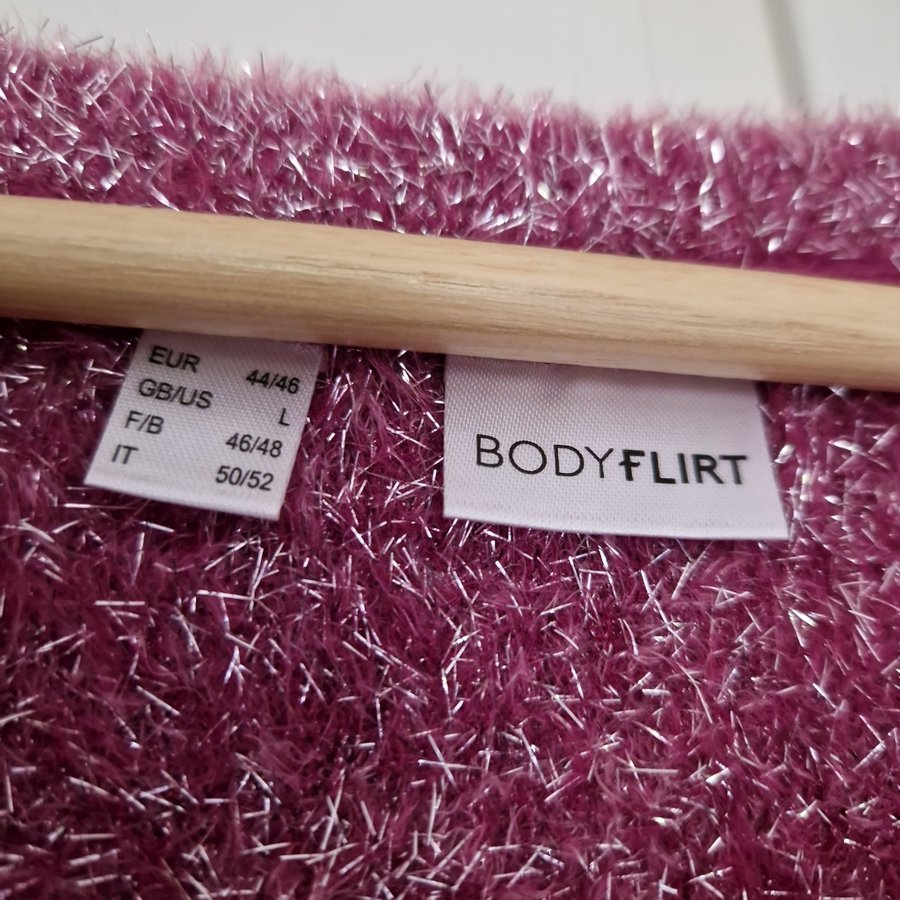 EUR 44/46
GB/US L
F/B 46/48
IT 50/52
BODYFLIRT